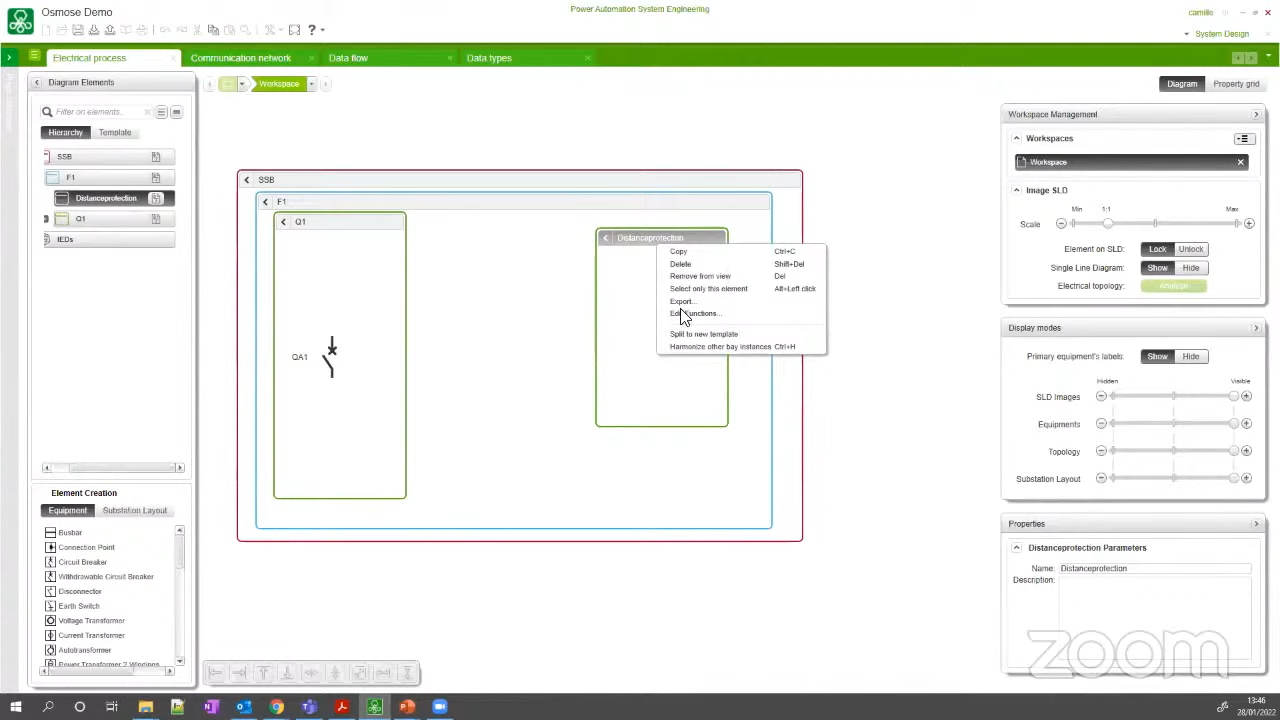 Osmose Demo
Power Automation System Engineering
camille
System Design
Electrical process
Communication network
Data flow
Data types
Diagram Elements
Workspace
Diagram
Property grid
Filter on elements..
Hierarchy
Template
SSB
F1
Distanceprotection
Q1
IEDs
Element Creation
Equipment
Substation Layout
Busbar
Connection Point
Circuit Breaker
Withdrawable Circuit Breaker
Disconnector
Earth Switch
Voltage Transformer
Current Transformer
Autotransformer
Power Transformer 2 Windings
SSB
F1
Q1
QA1
Distanceprotection
Copy Ctrl+C
Delete Shift+Del
Remove from view Del
Select only this element Alt+Left click
Export...
Edit Functions...
Split to new template
Harmonize other bay instances Ctrl+H
Workspace Management
Workspaces
Workspace
Image SLD
Min 1:1 Max
Scale
Element on SLD: Lock Unlock
Single Line Diagram: Show Hide
Electrical topology: Analyze
Display modes
Primary equipment's labels: Show Hide
Hidden Visible
SLD Images
Equipments
Topology
Substation Layout
Properties
Distanceprotection Parameters
Name: Distanceprotection
Description:
zoom
13:46
28/01/2022